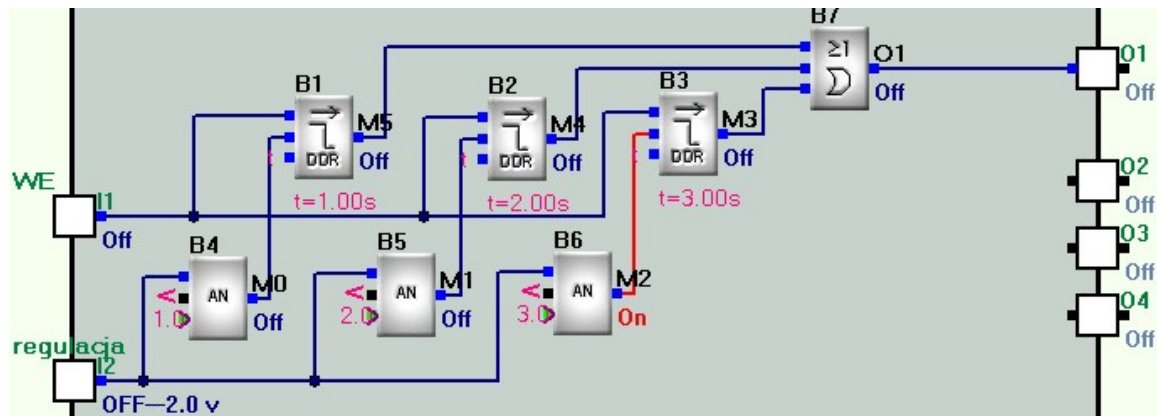 B7
≥1
O1
Off
O1
Off
B1
M5
DDR
Off
t=1.00s
B2
M4
DDR
Off
t=2.00s
B3
M3
DDR
Off
t=3.00s
O2
Off
O3
Off
O4
Off
WE
I1
Off
B4
M0
AN
<
1.0
Off
B5
M1
AN
<
2.0
Off
B6
M2
AN
<
3.0
On
regulacja
I2
OFF—2.0 v